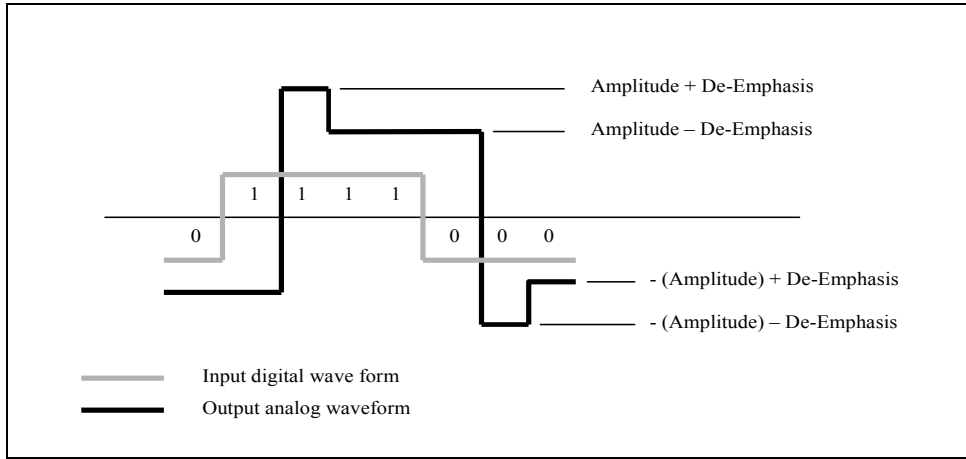 Amplitude + De-Emphasis
Amplitude – De-Emphasis
1 1 1 1
0 0 0 0
- (Amplitude) + De-Emphasis
- (Amplitude) – De-Emphasis
Input digital wave form
Output analog waveform